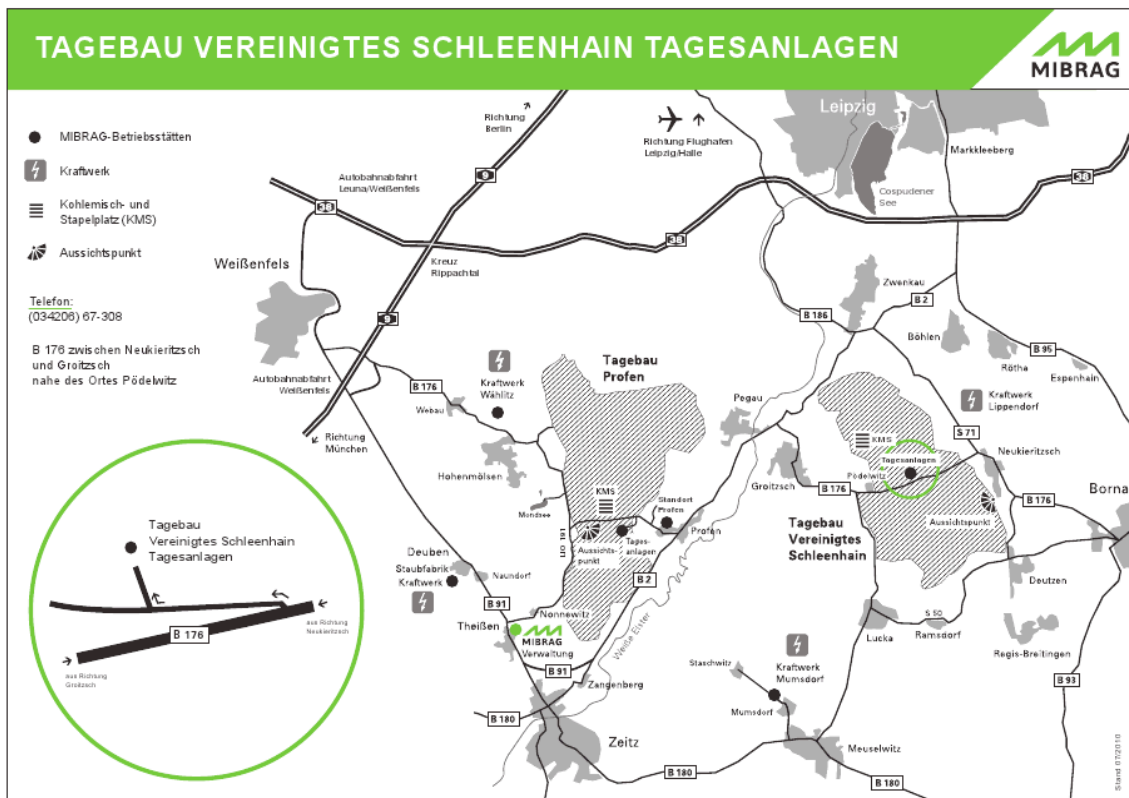 TAGEBAU VEREINIGTES SCHLEENHAIN TAGESANLAGEN
MIBRAG
MIBRAG-Betriebsstätten
Kraftwerk
Kohlemisch- und
Stapelplatz (KMS)
Aussichtspunkt
Telefon:
(034206) 67-308
B 176 zwischen Neukieritzsch
und Groitzsch
nahe des Ortes Pödelwitz
Richtung
Berlin
Richtung Flughafen
Leipzig/Halle
Leipzig
Markkleeberg
Cospudener
See
Autobahnabfahrt
Leuna/Weißenfels
9
38
38
38
Kreuz
Rippachtal
Weißenfels
9
Autobahnabfahrt
Weißenfels
Richtung
München
Zwenkau
B 2
B 186
Böhlen
Rötha
B 95
Espenhain
Tagebau
Profen
Kraftwerk
Wählitz
B 176
Webau
Hohenmölsen
Mondsee
Pegau
Kraftwerk
Lippendorf
S 71
KMS
Tagesanlagen
Pödelwitz
Neukieritzsch
Groitzsch
B 176
B 176
Borna
Aussichtspunkt
Tagebau
Vereinigtes
Schleenhain
KMS
Standort
Profen
Profen
Aussichts-
punkt
Tages-
anlagen
Deuben
Staubfabrik
Kraftwerk
Naundorf
B 91
Nonnewitz
Theißen
MIBRAG
Verwaltung
B 91
B 2
Weiße Elster
Zangenberg
B 180
Zeitz
Staschwitz
Kraftwerk
Mumsdorf
Mumsdorf
Meuselwitz
B 180
B 180
Lucka
S 50
Ramsdorf
Deutzen
Regis-Breitingen
B 93
Tagebau
Vereinigtes Schleenhain
Tagesanlagen
B 176
aus Richtung
Neukieritzsch
aus Richtung
Groitzsch
Stand 07/2010